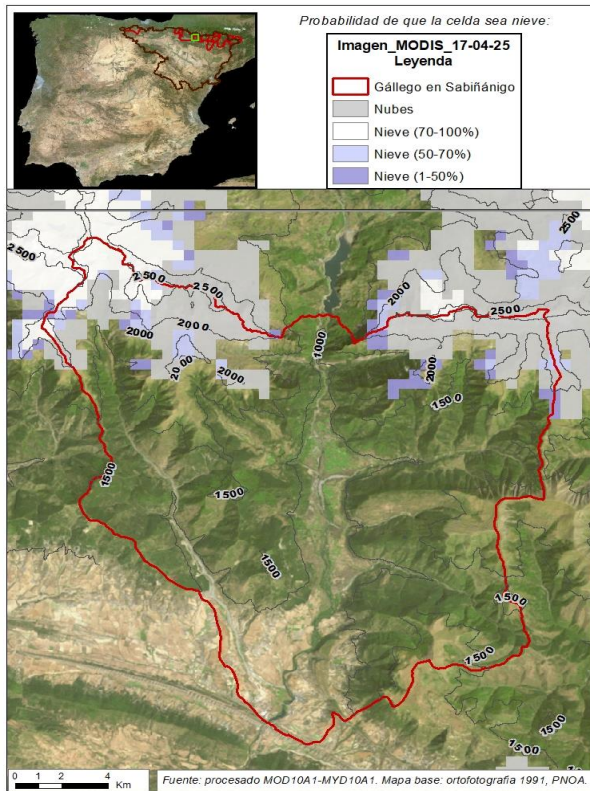 Probabilidad de que la celda sea nieve:
Imagen_MODIS_17-04-25
Leyenda
Gállego en Sabiñánigo
Nubes
Nieve (70-100%)
Nieve (50-70%)
Nieve (1-50%)
2500
2500
2500
2500
2000
2500
2000
2000
1000
2000
2000
2000
1500
1500
1500
1500
1500
1500
1500
1500
0 1 2 4
Km
Fuente: procesado MOD10A1-MYD10A1. Mapa base: ortofotografia 1991, PNOA.